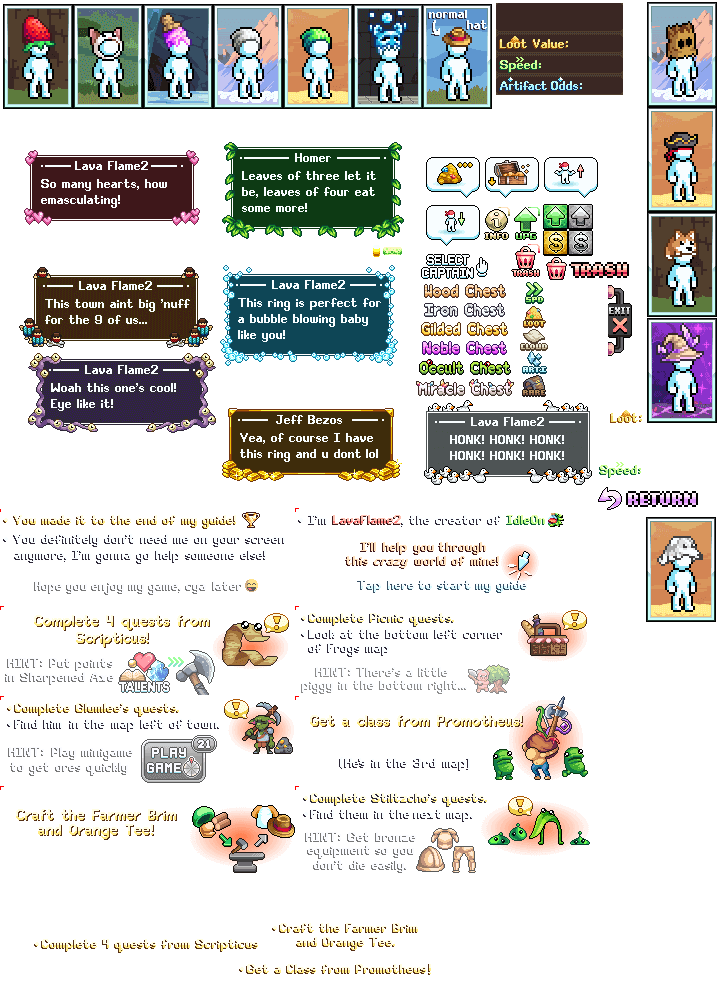 normal
hat
Loot Value:
Speed:
Artifact Odds:
Lava Flame2
So many hearts, how
emasculating!
Homer
Leaves of three let it
be, leaves of four eat
some more!
INFO
UPG
SELECT
CAPTAIN
TRASH
TRASH
Lava Flame2
This town aint big 'nuff
for the 9 of us...
Lava Flame2
This ring is perfect for
a bubble blowing baby
like you!
Wood Chest
Iron Chest
Gilded Chest
Noble Chest
Occult Chest
Miracle Chest
SPD
LOOT
CLOUD
ARTI
RARE
EXIT
Lava Flame2
Woah this one's cool!
Eye like it!
Jeff Bezos
Yea, of course I have
this ring and u dont lol
Lava Flame2
HONK! HONK! HONK!
HONK! HONK! HONK!
Loot:
Speed:
RETURN
• You made it to the end of my guide!
• You definitely don't need me on your screen
anymore, I'm gonna go help someone else!
Hope you enjoy my game, cya later
• I'm LavaFlame2, the creator of IdleOn
I'll help you through
this crazy world of mine!
Tap here to start my guide
Complete 4 quests from
Scripticus!
HINT: Put points
in Sharpened Axe
TALENTS
• Complete Picnic quests.
• Look at the bottom left corner
of Frogs map
HINT: There's a little
piggy in the bottom right...
• Complete Glumlee's quests.
• Find him in the map left of town.
HINT: Play minigame
to get ores quickly
PLAY
GAME
21
Get a class from Promotheus!
(He's in the 3rd map)
Craft the Farmer Brim
and Orange Tee!
• Complete Stiltzcho's quests.
• Find them in the next map.
HINT: Get bronze
equipment so you
don't die easily.
• Craft the Farmer Brim
and Orange Tee.
• Complete 4 quests from Scripticus
• Get a Class from Promotheus!